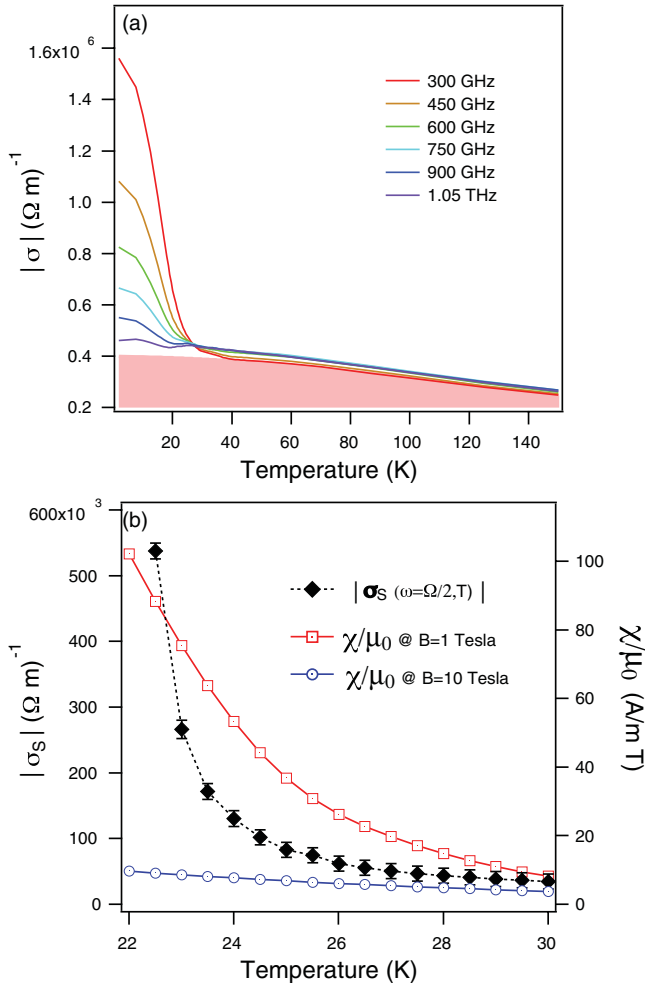 (a)
1.6x10 6
1.4
1.2
1.0
0.8
0.6
0.4
0.2
| σ | (Ω m)-1
300 GHz
450 GHz
600 GHz
750 GHz
900 GHz
1.05 THz
20 40 60 80 100 120 140
Temperature (K)
(b)
600x10 3
500
400
300
200
100
0
|σS| (Ω m)-1
| σS (ω=Ω/2,T) |
χ/μ0 @ B=1 Tesla
χ/μ0 @ B=10 Tesla
100
80
60
40
20
0
χ/μ0 (A/m T)
22 24 26 28 30
Temperature (K)